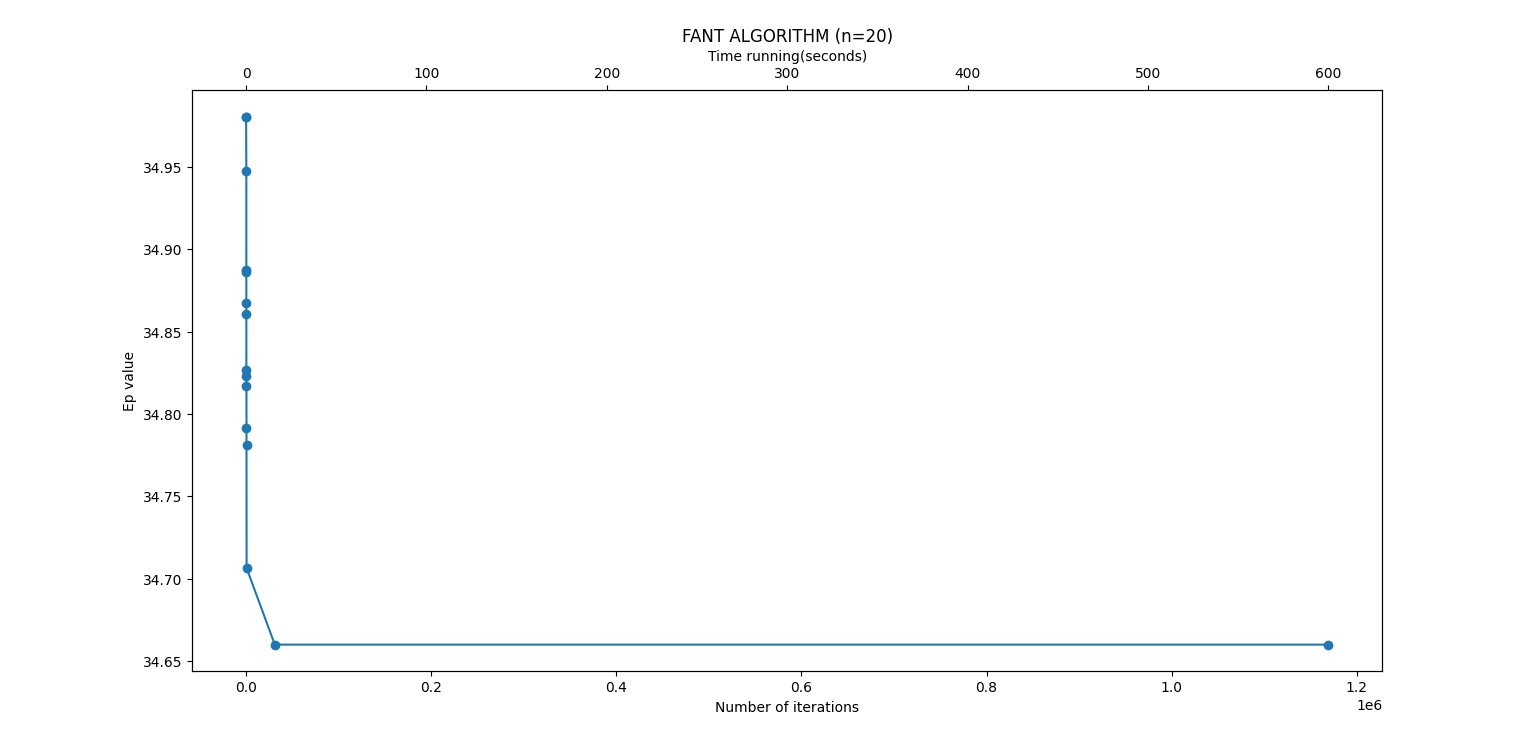 FANT ALGORITHM (n=20)
Time running(seconds)
0 100 200 300 400 500 600
34.95
34.90
34.85
34.80
34.75
34.70
34.65
Ep value
0.0 0.2 0.4 0.6 0.8 1.0 1.2
1e6
Number of iterations